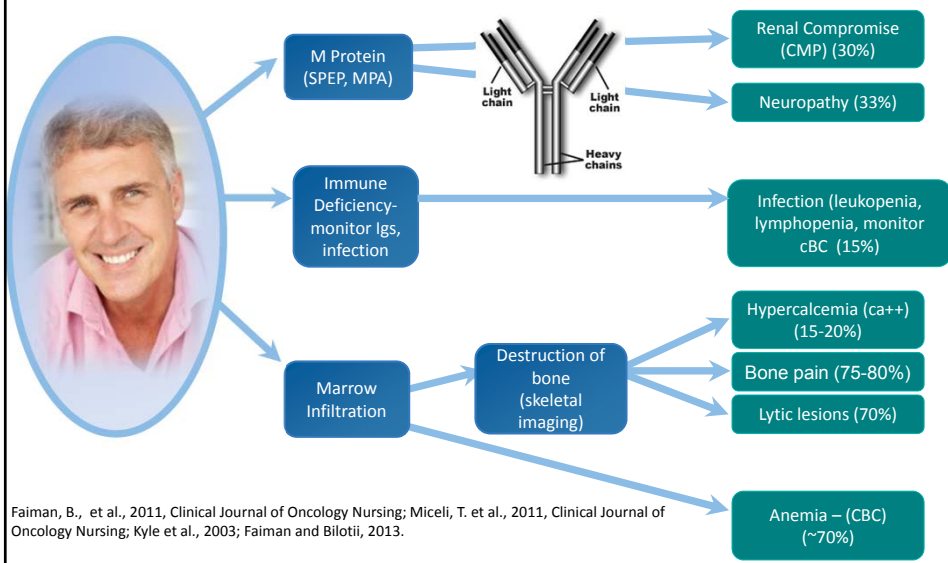 M Protein
(SPEP, MPA)
Light
chain
Light
chain
Heavy
chains
Renal Compromise
(CMP) (30%)
Neuropathy (33%)
Immune
Deficiency-
monitor Igs,
infection
Infection (leukopenia,
lymphopenia, monitor
cBC (15%)
Marrow
Infiltration
Destruction of
bone
(skeletal
imaging)
Hypercalcemia (ca++)
(15-20%)
Bone pain (75-80%)
Lytic lesions (70%)
Anemia – (CBC)
(~70%)
Faiman, B., et al., 2011, Clinical Journal of Oncology Nursing; Miceli, T. et al., 2011, Clinical Journal of
Oncology Nursing; Kyle et al., 2003; Faiman and Bilotii, 2013.